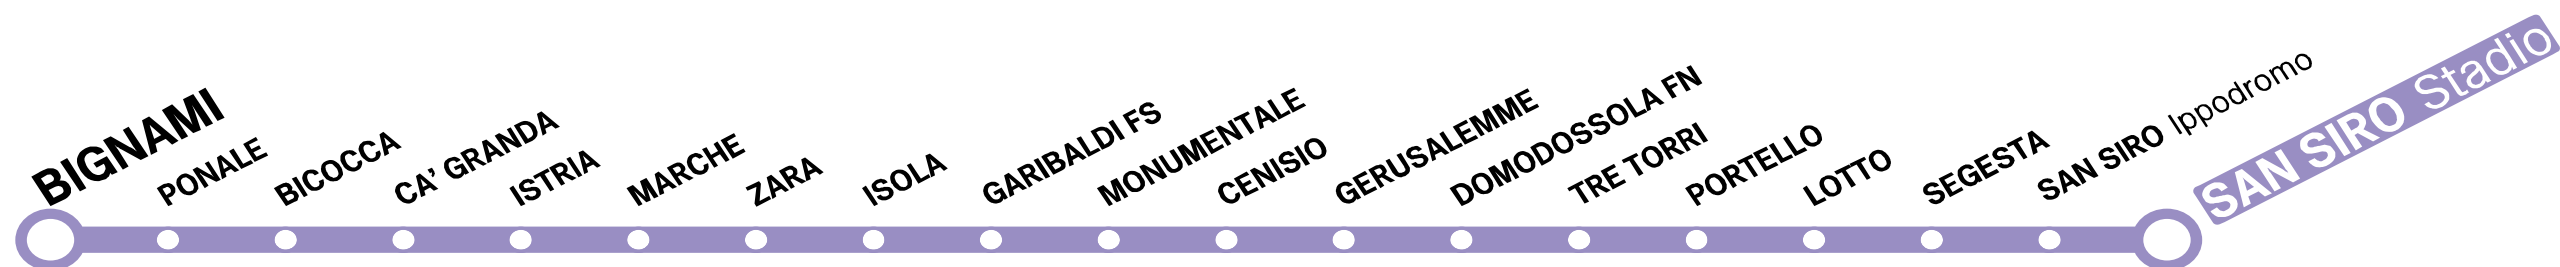 BIGNAMI
PONALE
BICOCCA
CA’ GRANDA
ISTRIA
MARCHE
ZARA
ISOLA
GARIBALDI FS
MONUMENTALE
CENISIO
GERUSALEMME
DOMODOSSOLA FN
TRE TORRI
PORTELLO
LOTTO
SEGESTA
SAN SIRO Ippodromo
SAN SIRO Stadio